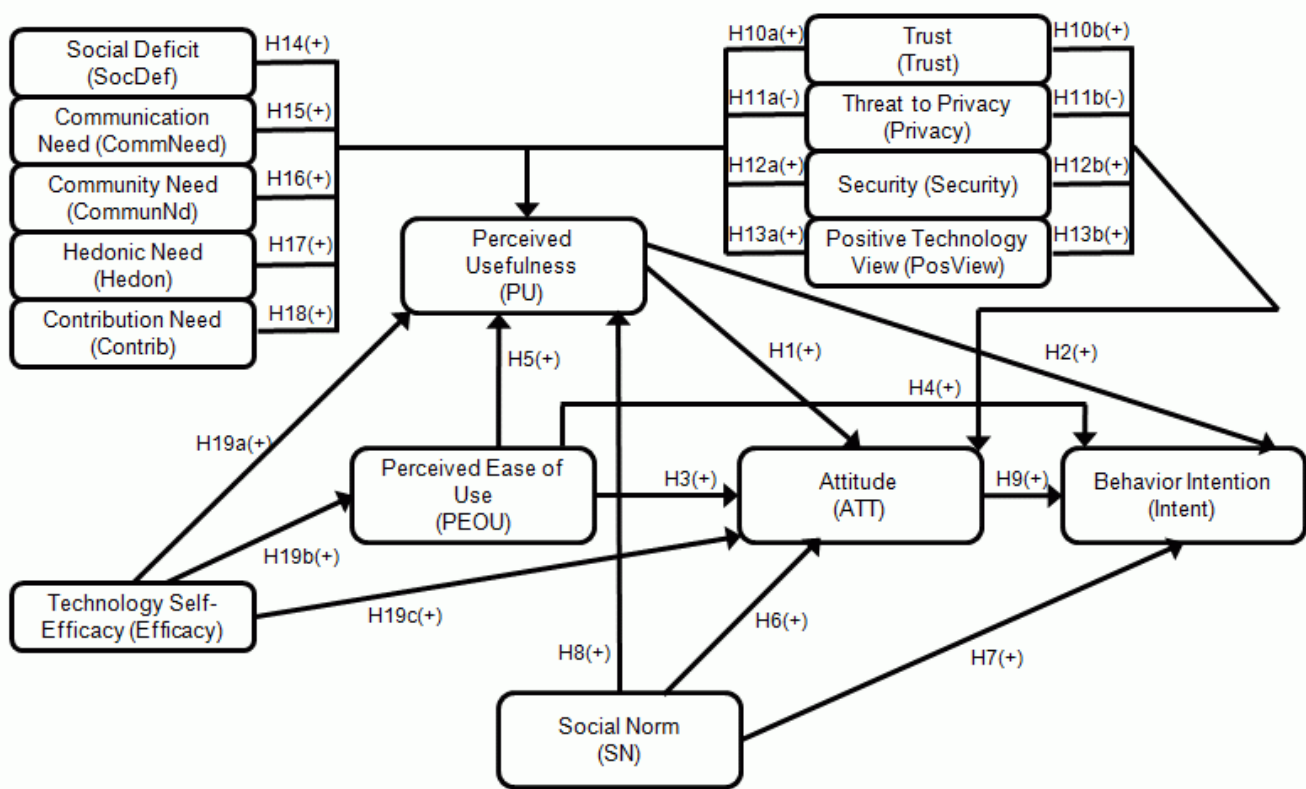 Social Deficit
(SocDef)
H14(+)
Communication
Need (CommNeed)
H15(+)
Community Need
(CommunNd)
H16(+)
Hedonic Need
(Hedon)
H17(+)
Contribution Need
(Contrib)
H18(+)
H10a(+)
Trust
(Trust)
H10b(+)
H11a(-)
Threat to Privacy
(Privacy)
H11b(-)
H12a(+)
Security (Security)
H12b(+)
H13a(+)
Positive Technology
View (PosView)
H13b(+)
Perceived
Usefulness
(PU)
H5(+)
H1(+)
H2(+)
H4(+)
H19a(+)
Perceived Ease of
Use
(PEOU)
H3(+)
Attitude
(ATT)
H9(+)
Behavior Intention
(Intent)
H19b(+)
Technology Self-
Efficacy (Efficacy)
H19c(+)
H8(+)
H6(+)
H7(+)
Social Norm
(SN)